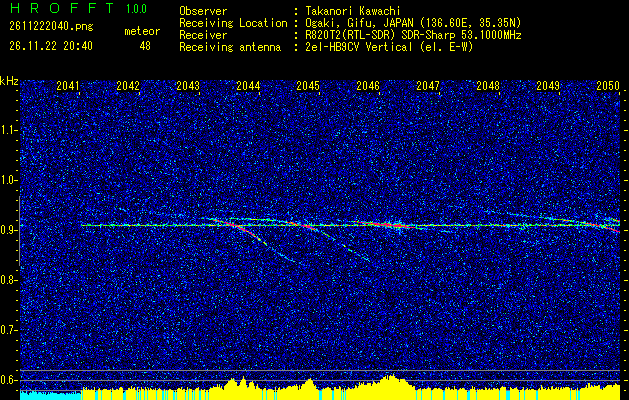 H R O F F T 1.0.0
2611222040.png
26.11.22 20:40
meteor
48
Observer : Takanori Kawachi
Receiving Location : Ogaki, Gifu, JAPAN (136.60E, 35.35N)
Receiver : R820T2(RTL-SDR) SDR-Sharp 53.1000MHz
Receiving antenna : 2el-HB9CV Vertical (el. E-W)
kHz 2041 2042 2043 2044 2045 2046 2047 2048 2049 2050
1.1
1.0
0.9
0.8
0.7
0.6